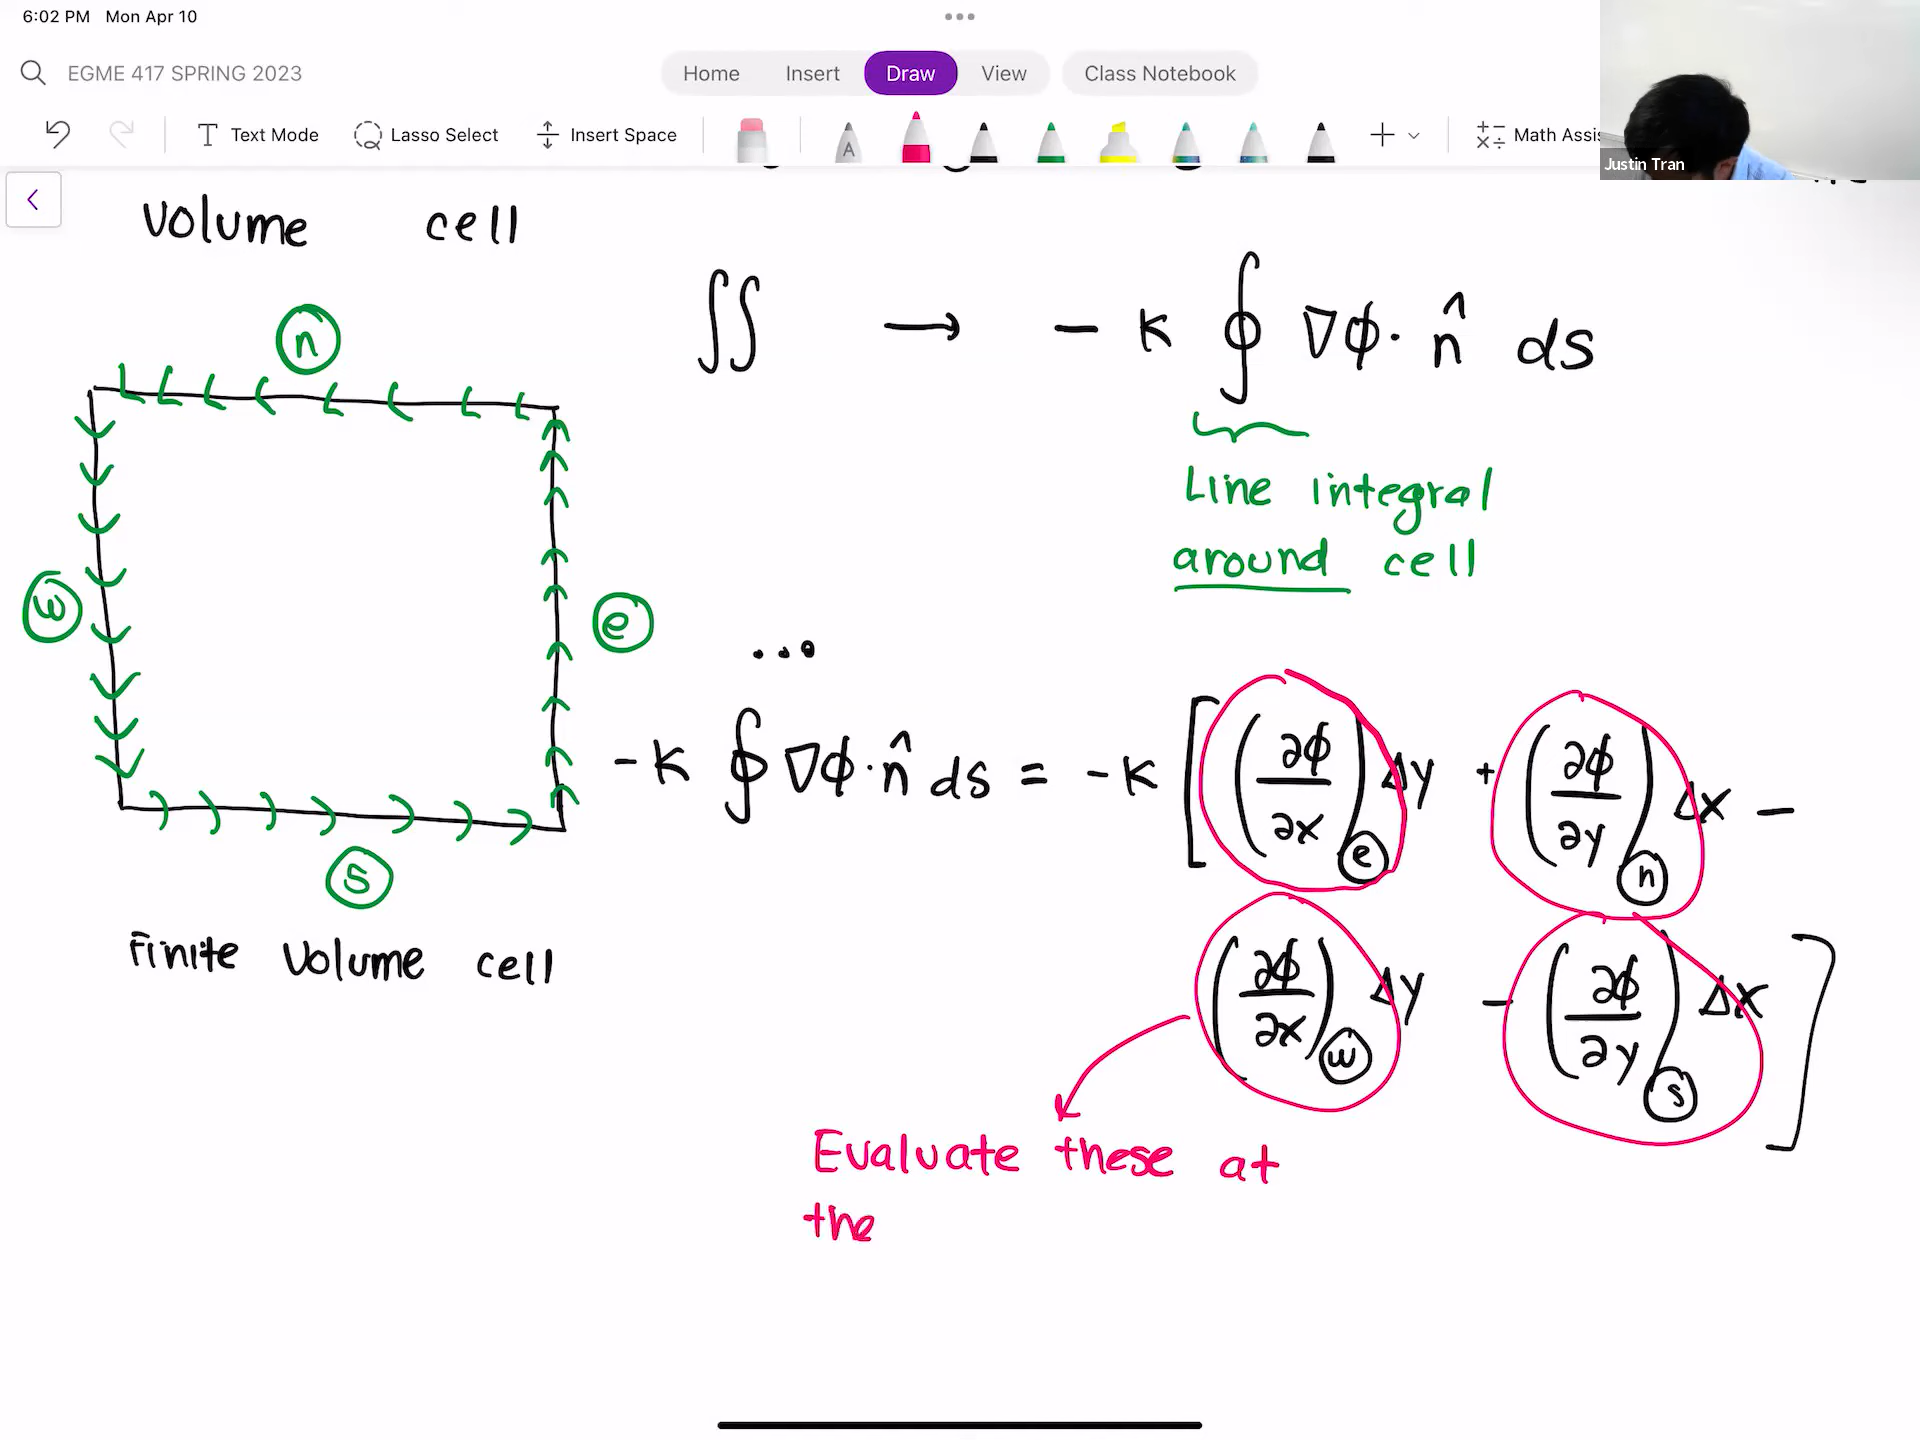 6:02 PM Mon Apr 10
EGME 417 SPRING 2023
Home Insert Draw View Class Notebook
Text Mode Lasso Select Insert Space A Math Assis
Justin Tran
volume cell
n
∬ → - K ∮ ∇ϕ · n̂ ds
Line integral
around cell
w
e
...
-K ∮ ∇ϕ · n̂ ds = -K [ (∂ϕ/∂x)e Δy + (∂ϕ/∂y)n Δx -
(∂ϕ/∂x)w Δy - (∂ϕ/∂y)s Δx ]
s
Finite volume cell
Evaluate these at
the